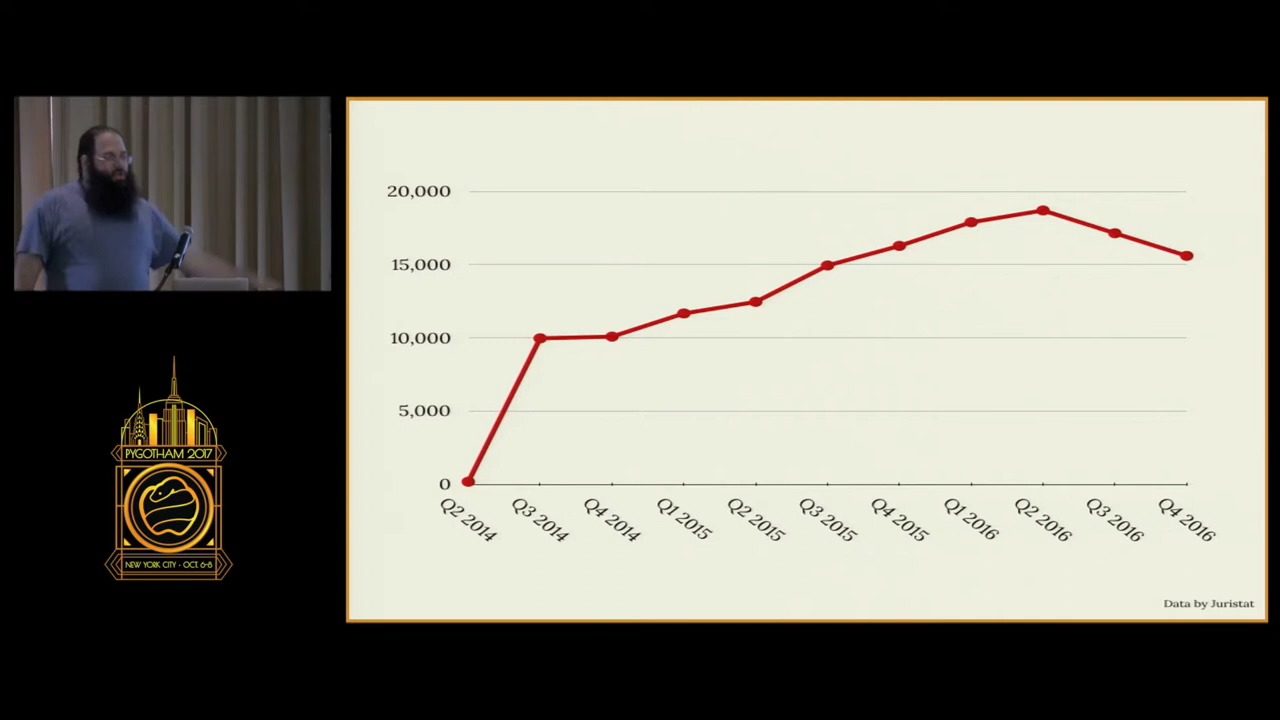 20,000
15,000
10,000
5,000
0
Q2 2014
Q3 2014
Q4 2014
Q1 2015
Q2 2015
Q3 2015
Q4 2015
Q1 2016
Q2 2016
Q3 2016
Q4 2016
Data by Juristat
PYGOTHAM 2017
NEW YORK CITY • OCT. 6-8